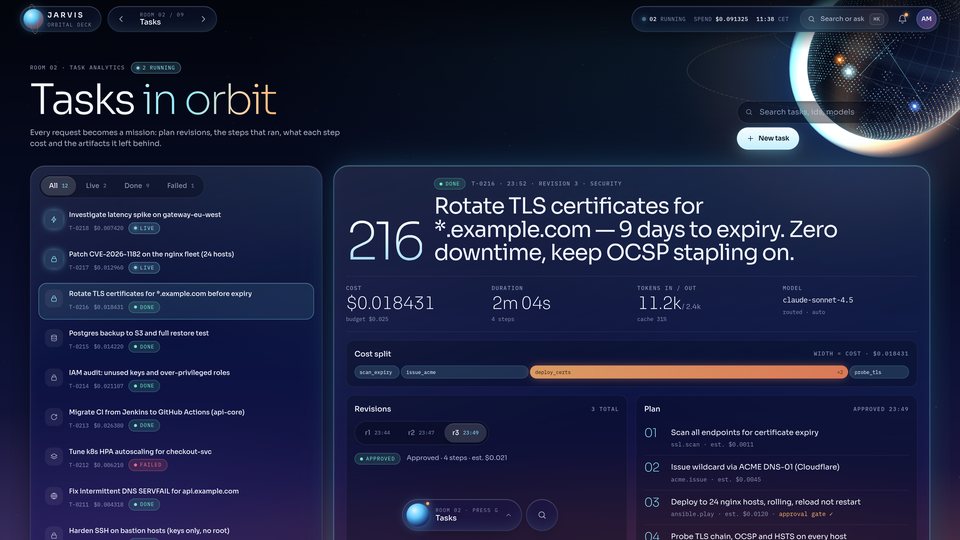 JARVIS
ORBITAL DECK
ROOM 02 / 09
Tasks
02 RUNNING SPEND $0.091325 11:38 CET
Search or ask ⌘K
AM
ROOM 02 · TASK ANALYTICS 2 RUNNING
Tasks in orbit
Every request becomes a mission: plan revisions, the steps that ran, what each step
cost and the artifacts it left behind.
Search tasks, ids, models
+ New task
All 12 Live 2 Done 9 Failed 1
Investigate latency spike on gateway-eu-west
T-0218 $0.007420 LIVE
Patch CVE-2026-1182 on the nginx fleet (24 hosts)
T-0217 $0.012960 LIVE
Rotate TLS certificates for *.example.com before expiry
T-0216 $0.018431 DONE
Postgres backup to S3 and full restore test
T-0215 $0.014220 DONE
IAM audit: unused keys and over-privileged roles
T-0214 $0.021107 DONE
Migrate CI from Jenkins to GitHub Actions (api-core)
T-0213 $0.026380 DONE
Tune k8s HPA autoscaling for checkout-svc
T-0212 $0.006210 FAILED
Fix intermittent DNS SERVFAIL for api.example.com
T-0211 $0.004318 DONE
Harden SSH on bastion hosts (keys only, no root)
216
DONE T-0216 · 23:52 · REVISION 3 · SECURITY
Rotate TLS certificates for
*.example.com — 9 days to expiry. Zero
downtime, keep OCSP stapling on.
COST
$0.018431
budget $0.025
DURATION
2m 04s
4 steps
TOKENS IN / OUT
11.2k / 2.4k
cache 31%
MODEL
claude-sonnet-4.5
routed · auto
Cost split WIDTH = COST · $0.018431
scan_expiry issue_acme deploy_certs ×2 probe_tls
Revisions 3 TOTAL
r1 23:44 r2 23:47 r3 23:49
APPROVED Approved · 4 steps · est. $0.021
Plan APPROVED 23:49
01 Scan all endpoints for certificate expiry
ssl.scan · est. $0.0011
02 Issue wildcard via ACME DNS-01 (Cloudflare)
acme.issue · est. $0.0045
03 Deploy to 24 nginx hosts, rolling, reload not restart
ansible.play · est. $0.0120 · approval gate ✓
04 Probe TLS chain, OCSP and HSTS on every host
ROOM 02 · PRESS G
Tasks